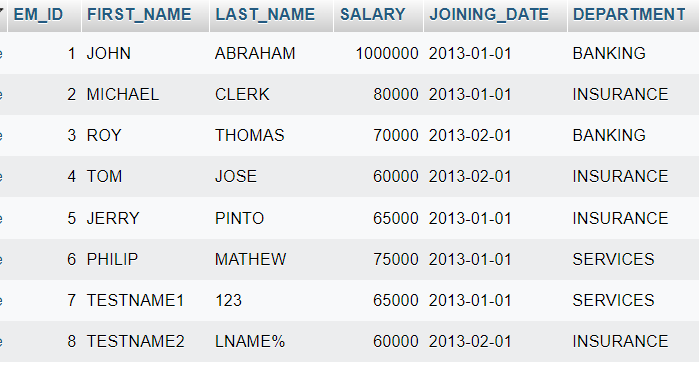 EM_ID FIRST_NAME LAST_NAME SALARY JOINING_DATE DEPARTMENT
1 JOHN ABRAHAM 1000000 2013-01-01 BANKING
2 MICHAEL CLERK 80000 2013-01-01 INSURANCE
3 ROY THOMAS 70000 2013-02-01 BANKING
4 TOM JOSE 60000 2013-02-01 INSURANCE
5 JERRY PINTO 65000 2013-01-01 INSURANCE
6 PHILIP MATHEW 75000 2013-01-01 SERVICES
7 TESTNAME1 123 65000 2013-01-01 SERVICES
8 TESTNAME2 LNAME% 60000 2013-02-01 INSURANCE